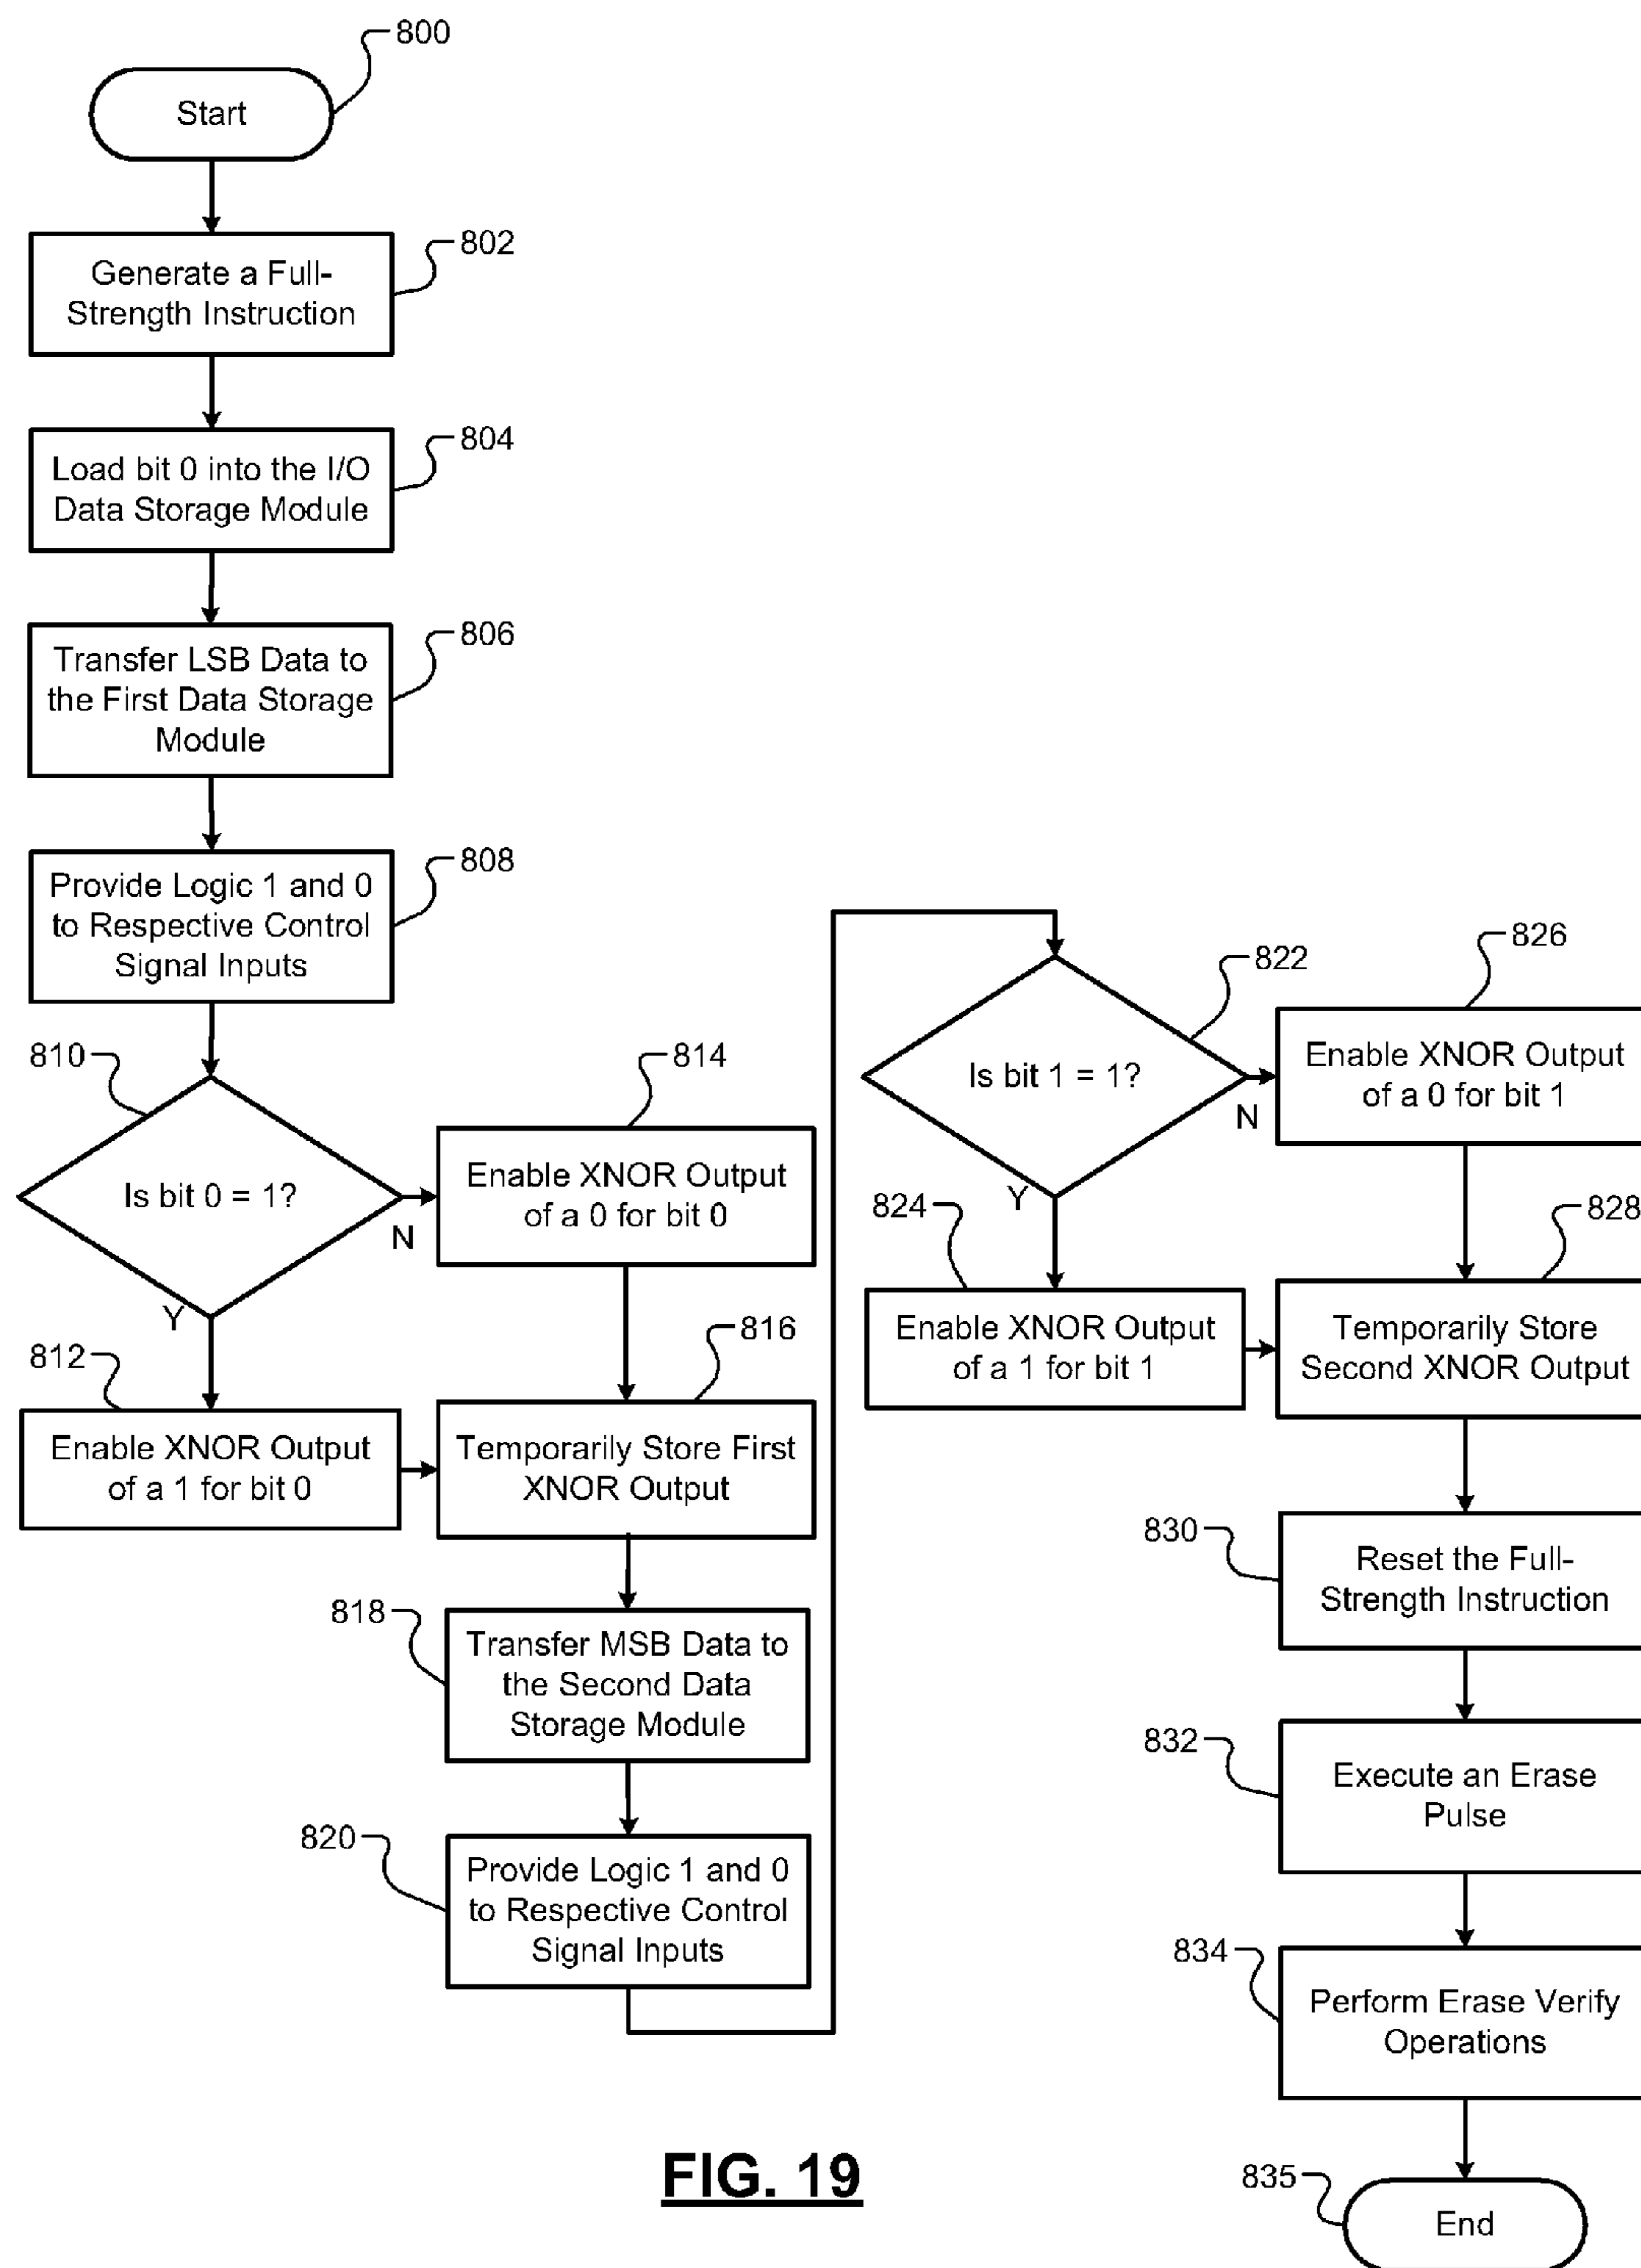 800
Start
802
Generate a Full-
Strength Instruction
804
Load bit 0 into the I/O
Data Storage Module
806
Transfer LSB Data to
the First Data Storage
Module
808
Provide Logic 1 and 0
to Respective Control
Signal Inputs
810
Is bit 0 = 1?
N
Y
814
Enable XNOR Output
of a 0 for bit 0
812
Enable XNOR Output
of a 1 for bit 0
816
Temporarily Store First
XNOR Output
818
Transfer MSB Data to
the Second Data
Storage Module
820
Provide Logic 1 and 0
to Respective Control
Signal Inputs
822
Is bit 1 = 1?
N
Y
826
Enable XNOR Output
of a 0 for bit 1
824
Enable XNOR Output
of a 1 for bit 1
828
Temporarily Store
Second XNOR Output
830
Reset the Full-
Strength Instruction
832
Execute an Erase
Pulse
834
Perform Erase Verify
Operations
835
End
FIG. 19